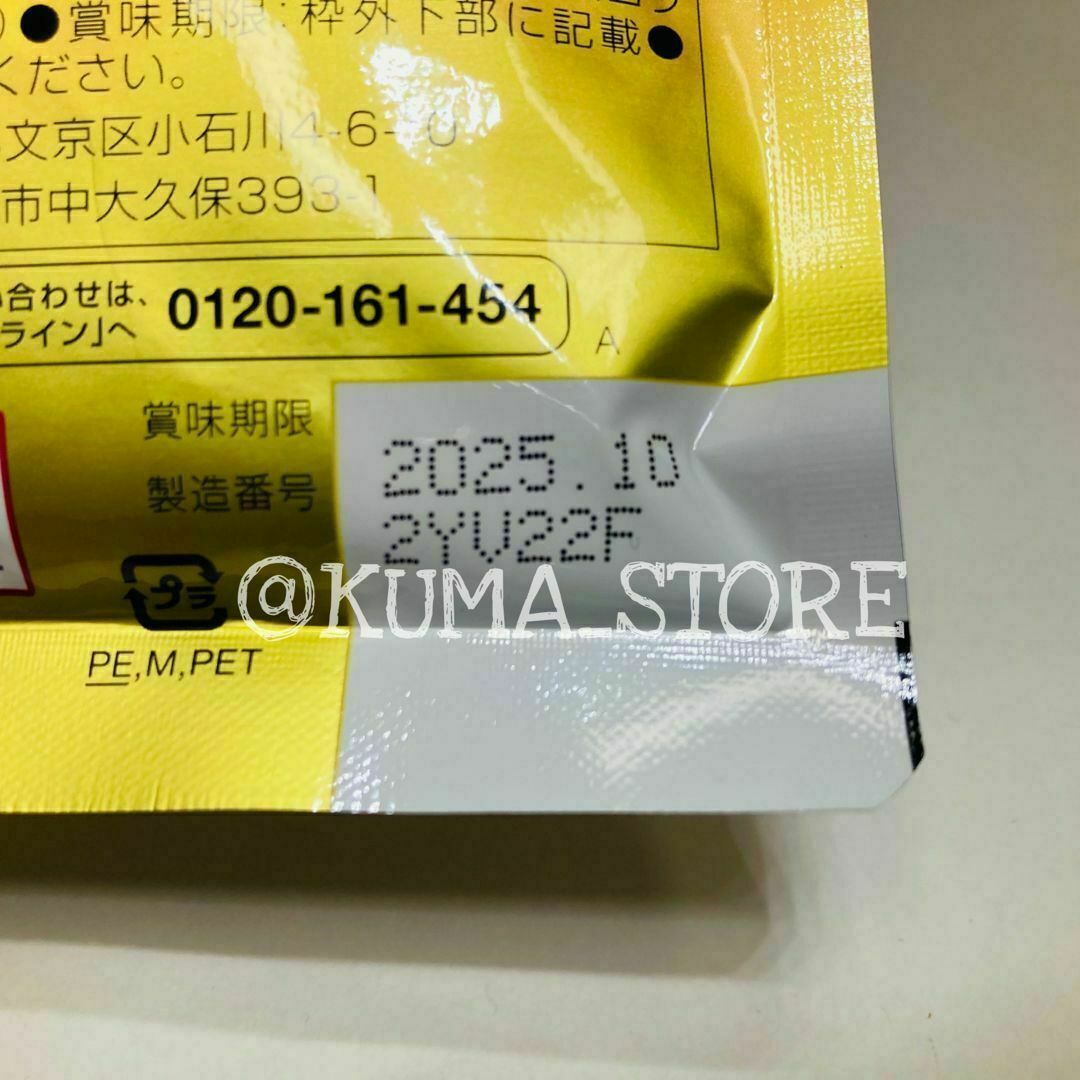 ●賞味期限:枠外下部に記載●
ください。
文京区小石川4-6-10
市中大久保393-1
い合わせは、
ライン」へ
0120-161-454
A
賞味期限
2025.10
製造番号
2YV22F
プラ
@KUMA_STORE
PE,M,PET